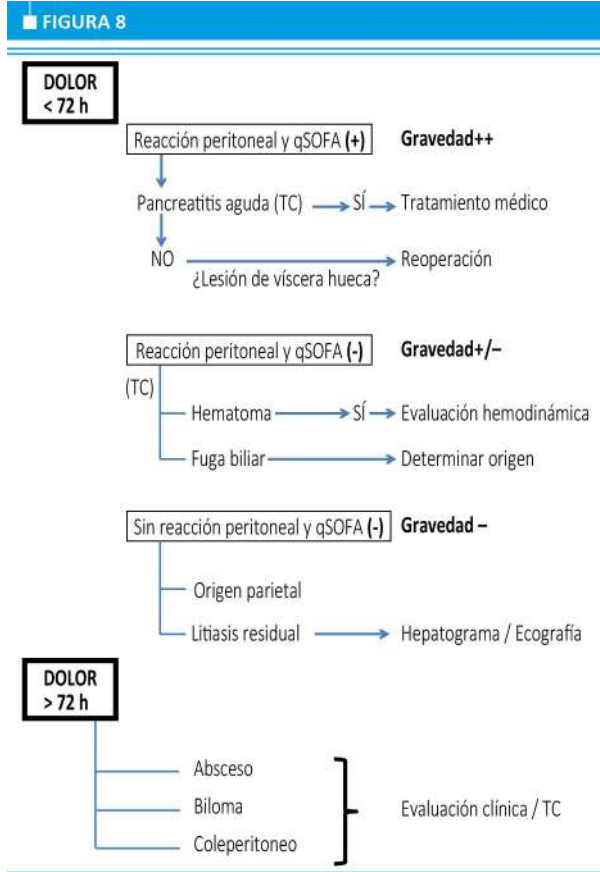 FIGURA 8
DOLOR
< 72 h
Reacción peritoneal y qSOFA (+) Gravedad++
Pancreatitis aguda (TC) SÍ Tratamiento médico
NO Reoperación
¿Lesión de víscera hueca?
Reacción peritoneal y qSOFA (-) Gravedad+/–
(TC)
Hematoma SÍ Evaluación hemodinámica
Fuga biliar Determinar origen
Sin reacción peritoneal y qSOFA (-) Gravedad –
Origen parietal
Litiasis residual Hepatograma / Ecografía
DOLOR
> 72 h
Absceso
Biloma Evaluación clínica / TC
Coleperitoneo